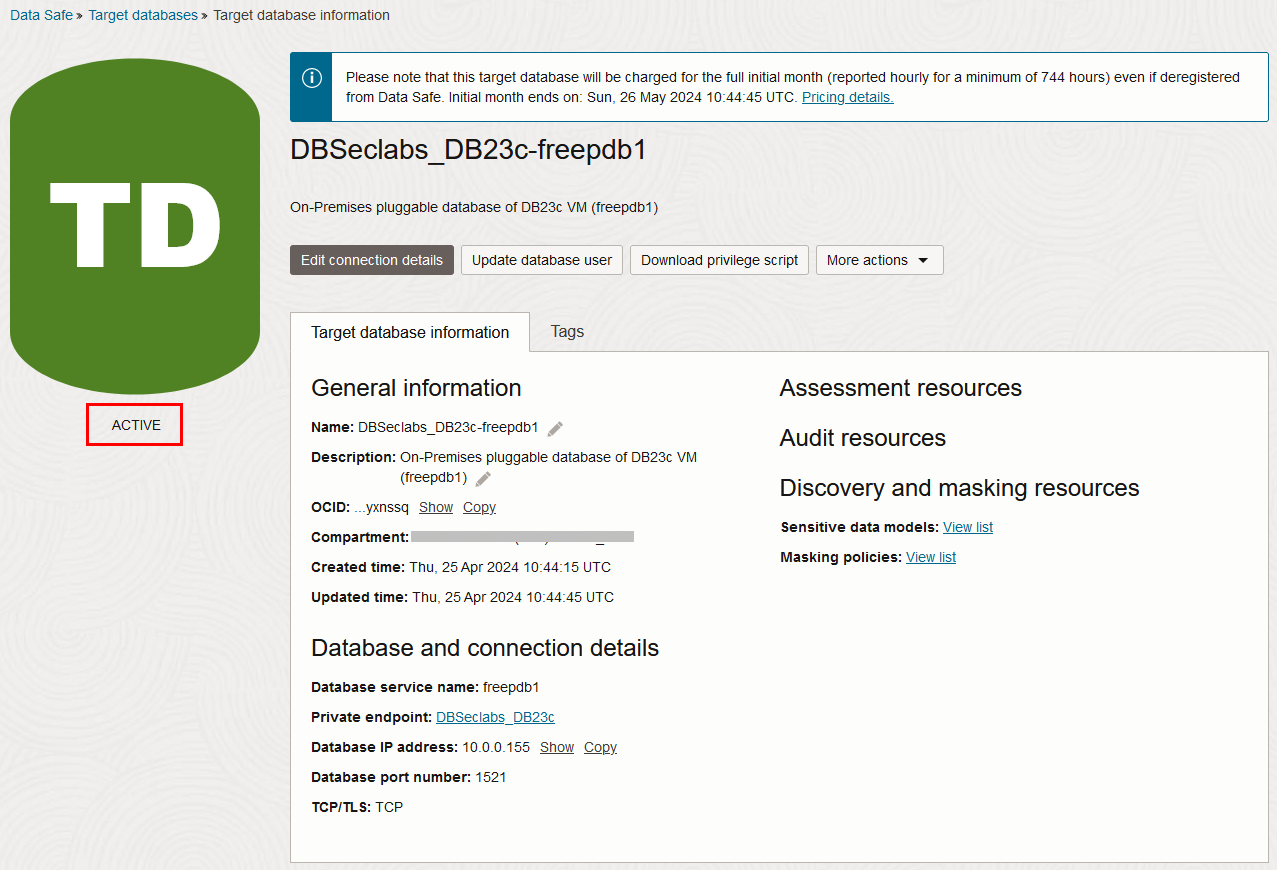 Data Safe » Target databases » Target database information
TD
ACTIVE
Please note that this target database will be charged for the full initial month (reported hourly for a minimum of 744 hours) even if deregistered
from Data Safe. Initial month ends on: Sun, 26 May 2024 10:44:45 UTC. Pricing details.
DBSeclabs_DB23c-freepdb1
On-Premises pluggable database of DB23c VM (freepdb1)
Edit connection details Update database user Download privilege script More actions
Target database information Tags
General information
Name: DBSeclabs_DB23c-freepdb1
Description: On-Premises pluggable database of DB23c VM
(freepdb1)
OCID: ...yxnssq Show Copy
Compartment:
Created time: Thu, 25 Apr 2024 10:44:15 UTC
Updated time: Thu, 25 Apr 2024 10:44:45 UTC
Database and connection details
Database service name: freepdb1
Private endpoint: DBSeclabs_DB23c
Database IP address: 10.0.0.155 Show Copy
Database port number: 1521
TCP/TLS: TCP
Assessment resources
Audit resources
Discovery and masking resources
Sensitive data models: View list
Masking policies: View list